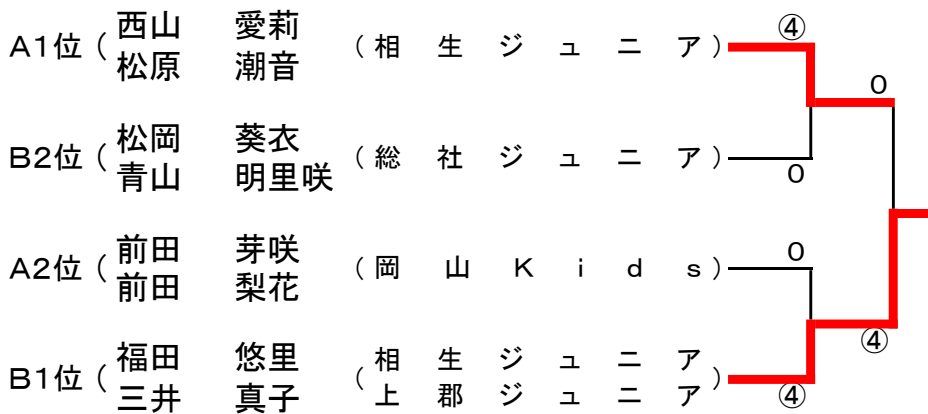 ④
A1位 ( 西山 愛莉 松原 潮音 ( 相 生 ジ ュ ニ ア )
0
B2位 ( 松岡 葵衣 青山 明里咲 ( 総 社 ジ ュ ニ ア )
0
A2位 ( 前田 芽咲 前田 梨花 ( 岡 山 K i d s )
0
④
B1位 ( 福田 悠里 三井 真子 ( 相 生 ジ ュ ニ ア 上 郡 ジ ュ ニ ア )
④